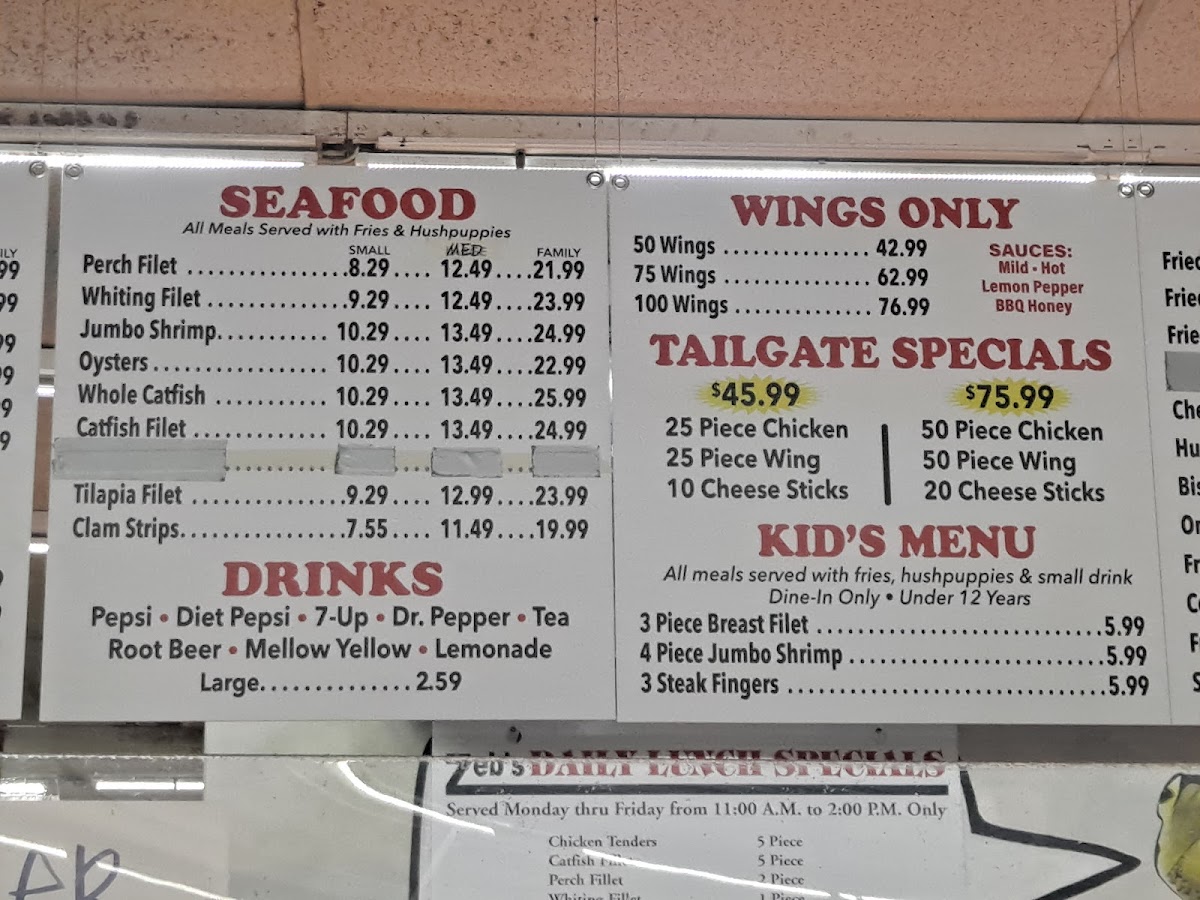 SEAFOOD
All Meals Served with Fries & Hushpuppies
SMALL MED FAMILY
Perch Filet ..................8.29.... 12.49....21.99
Whiting Filet ...............9.29.... 12.49....23.99
Jumbo Shrimp............ 10.29.... 13.49....24.99
Oysters.................... 10.29.... 13.49....22.99
Whole Catfish ............ 10.29.... 13.49....25.99
Catfish Filet .............. 10.29.... 13.49....24.99
Tilapia Filet .................9.29.... 12.99....23.99
Clam Strips..................7.55.... 11.49....19.99
DRINKS
Pepsi • Diet Pepsi • 7-Up • Dr. Pepper • Tea
Root Beer • Mellow Yellow • Lemonade
Large.............. 2.59
WINGS ONLY
50 Wings ................ 42.99
75 Wings ................ 62.99
100 Wings ............... 76.99
SAUCES:
Mild - Hot
Lemon Pepper
BBQ Honey
TAILGATE SPECIALS
$45.99
25 Piece Chicken
25 Piece Wing
10 Cheese Sticks
$75.99
50 Piece Chicken
50 Piece Wing
20 Cheese Sticks
KID'S MENU
All meals served with fries, hushpuppies & small drink
Dine-In Only • Under 12 Years
3 Piece Breast Filet ................................5.99
4 Piece Jumbo Shrimp ............................5.99
3 Steak Fingers ....................................5.99
Zeb's DAILY LUNCH SPECIALS
Served Monday thru Friday from 11:00 A.M. to 2:00 P.M. Only
Chicken Tenders 5 Piece
Catfish 5 Piece
Perch Fillet 2 Piece
Whiting Fillet 1 Piece